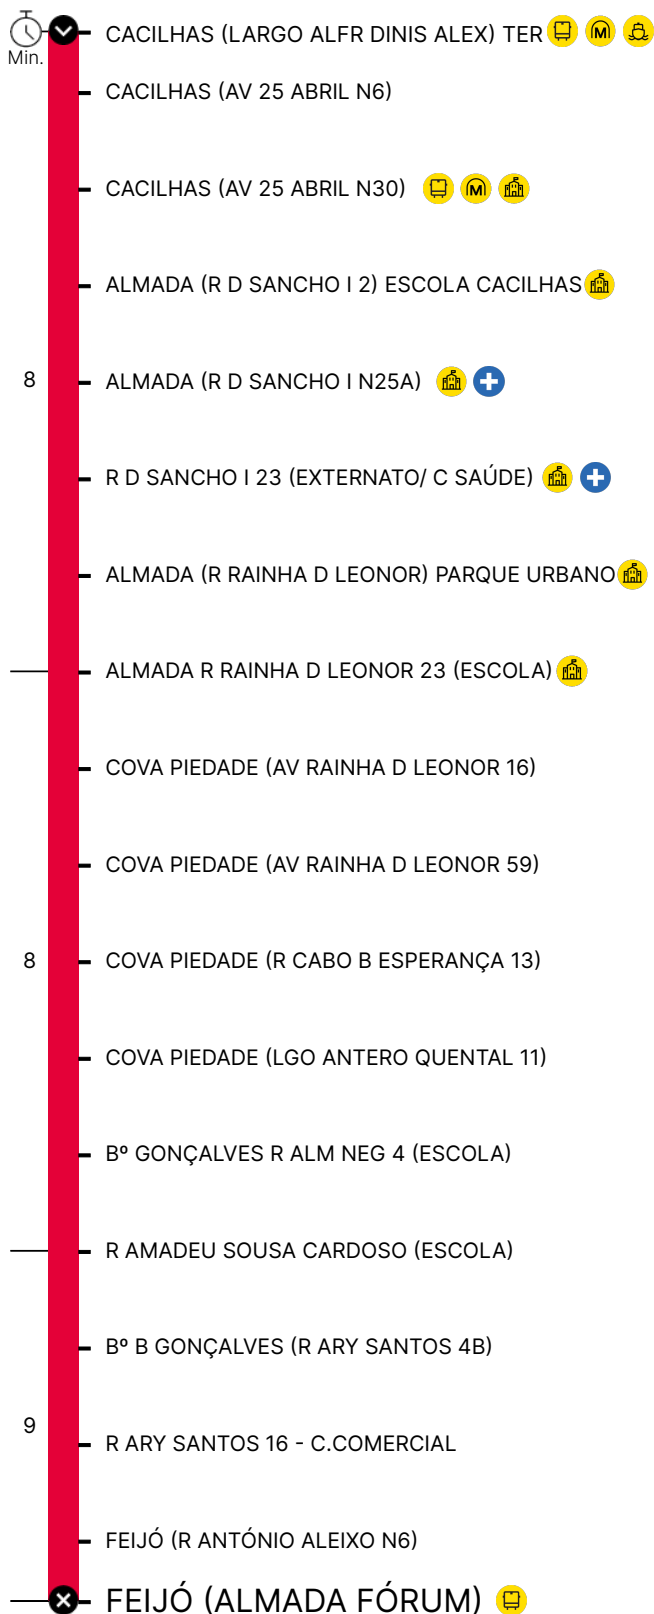 CACILHAS (LARGO ALFR DINIS ALEX) TER
Min.
CACILHAS (AV 25 ABRIL N6)
CACILHAS (AV 25 ABRIL N30)
ALMADA (R D SANCHO I 2) ESCOLA CACILHAS
8
ALMADA (R D SANCHO I N25A)
R D SANCHO I 23 (EXTERNATO/ C SAÚDE)
ALMADA (R RAINHA D LEONOR) PARQUE URBANO
ALMADA R RAINHA D LEONOR 23 (ESCOLA)
COVA PIEDADE (AV RAINHA D LEONOR 16)
COVA PIEDADE (AV RAINHA D LEONOR 59)
8
COVA PIEDADE (R CABO B ESPERANÇA 13)
COVA PIEDADE (LGO ANTERO QUENTAL 11)
Bº GONÇALVES R ALM NEG 4 (ESCOLA)
R AMADEU SOUSA CARDOSO (ESCOLA)
Bº B GONÇALVES (R ARY SANTOS 4B)
9
R ARY SANTOS 16 - C.COMERCIAL
FEIJÓ (R ANTÓNIO ALEIXO N6)
FEIJÓ (ALMADA FÓRUM)